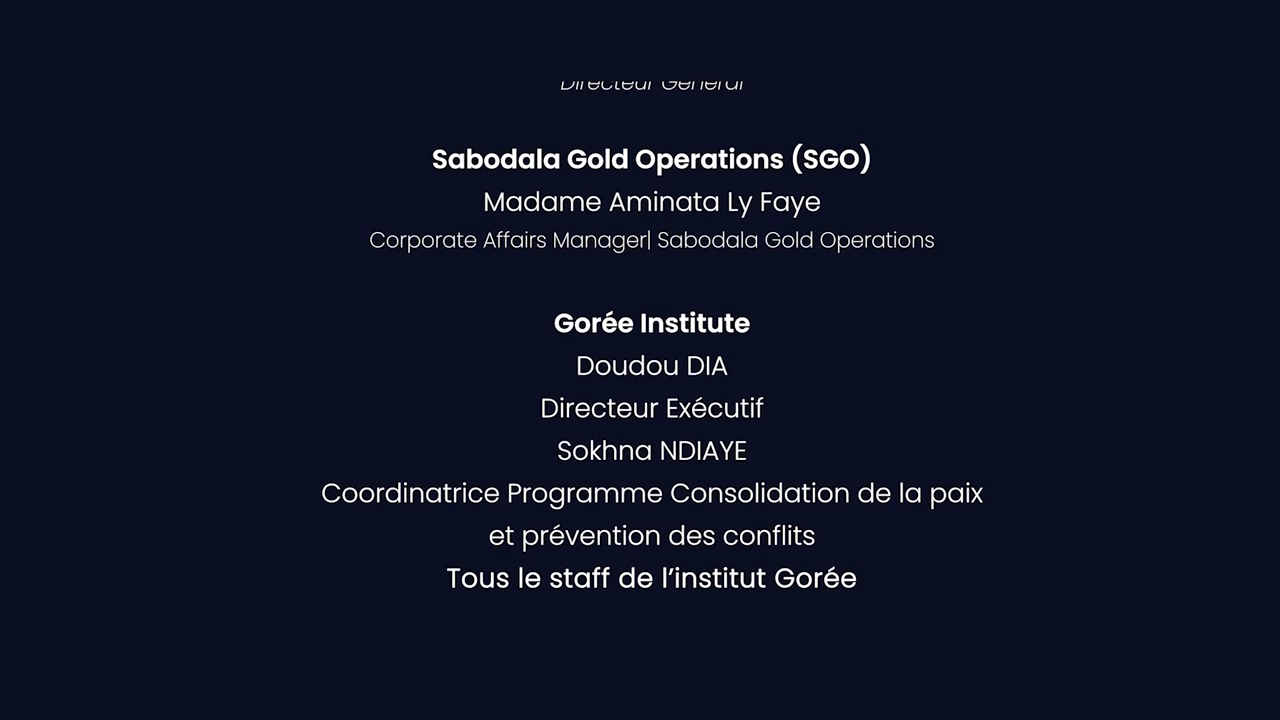 Directeur Général
Sabodala Gold Operations (SGO)
Madame Aminata Ly Faye
Corporate Affairs Manager| Sabodala Gold Operations
Gorée Institute
Doudou DIA
Directeur Exécutif
Sokhna NDIAYE
Coordinatrice Programme Consolidation de la paix
et prévention des conflits
Tous le staff de l’institut Gorée